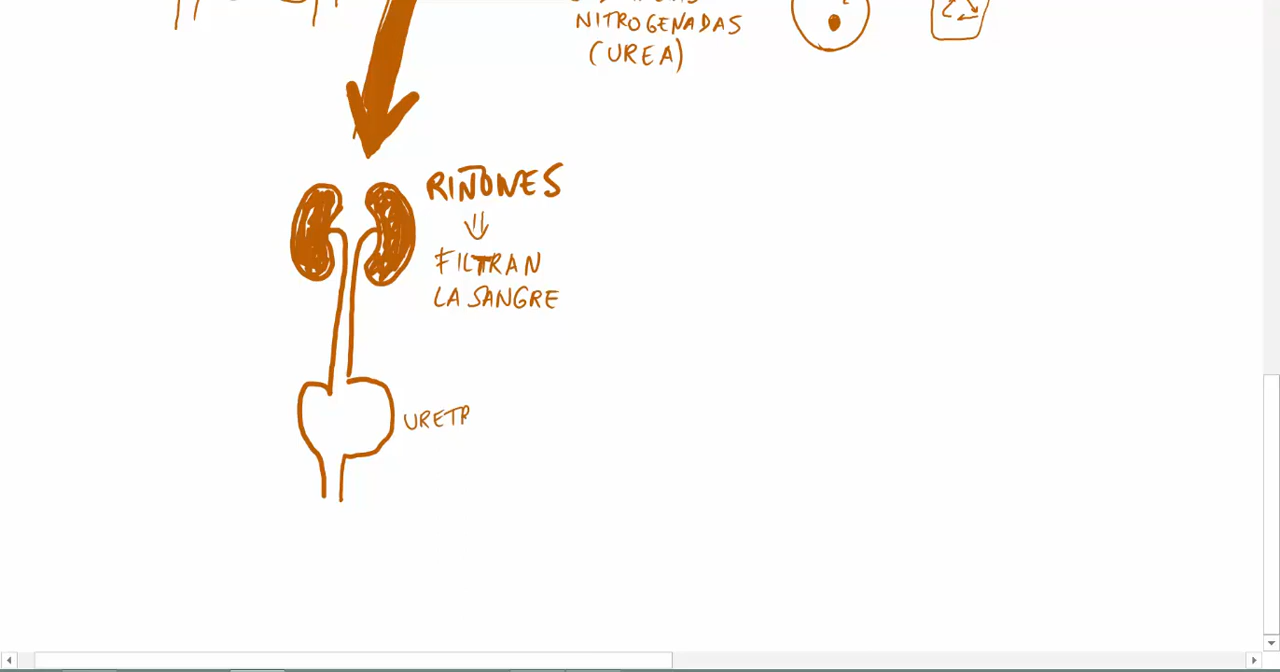 NITROGENADAS
(UREA)
RIÑONES
FILTRAN
LA SANGRE
URETR